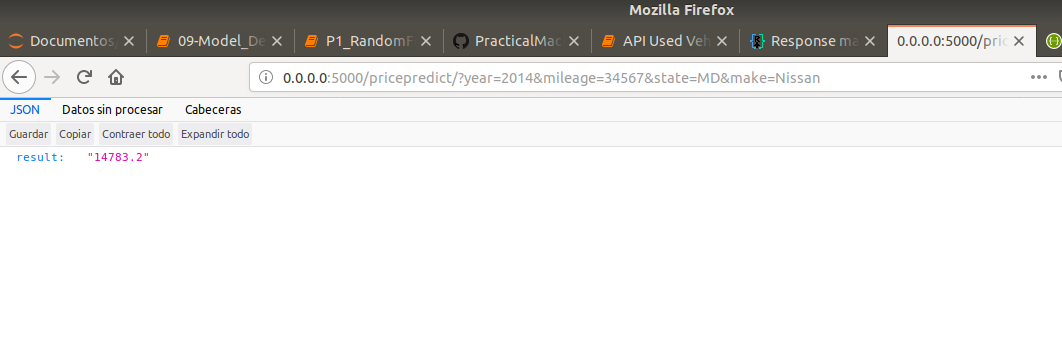 Mozilla Firefox
Documentos 09-Model_De P1_RandomF PracticalMac API Used Veh Response ma 0.0.0.0:5000/pric
0.0.0.0:5000/pricepredict/?year=2014&mileage=34567&state=MD&make=Nissan
JSON Datos sin procesar Cabeceras
Guardar Copiar Contraer todo Expandir todo
result: "14783.2"